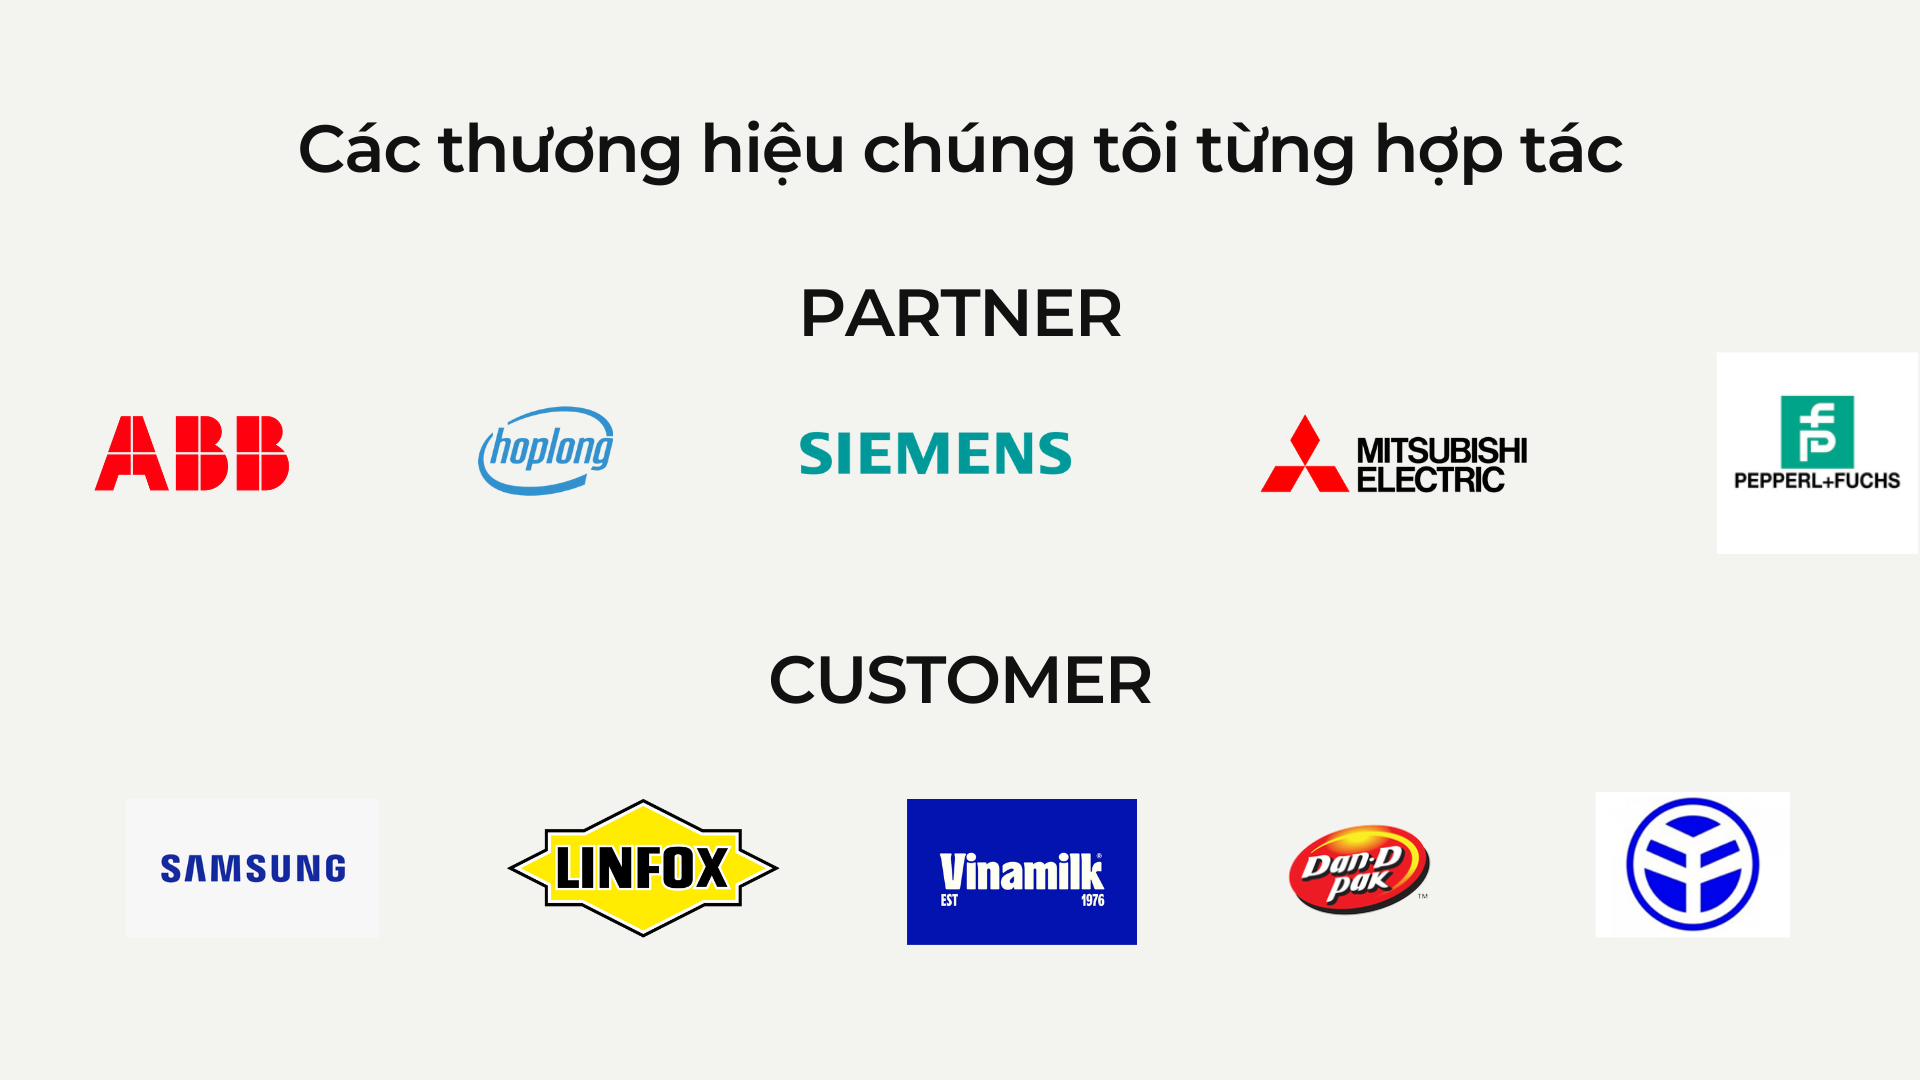 Các thương hiệu chúng tôi từng hợp tác
PARTNER
ABB
hoplong
SIEMENS
MITSUBISHI
ELECTRIC
PEPPERL+FUCHS
CUSTOMER
SAMSUNG
LINFOX
Vinamilk®
EST 1976
Dan-D
pak
™